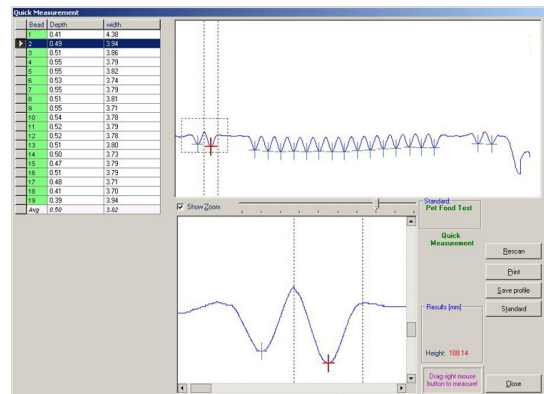 Quick Measurement
Bead Depth width
1 0.41 4.38
2 0.49 3.94
3 0.51 3.86
4 0.55 3.79
5 0.55 3.82
6 0.53 3.74
7 0.55 3.79
8 0.51 3.81
9 0.55 3.71
10 0.54 3.78
11 0.52 3.79
12 0.52 3.78
13 0.51 3.80
14 0.50 3.73
15 0.47 3.79
16 0.51 3.79
17 0.48 3.71
18 0.41 3.70
19 0.39 3.94
Avg 0.50 3.82
Show Zoom
Standard:
Pet Food Test
Quick
Measurement
Rescan
Print
Save profile
Standard
Results [mm]
Height: 108.14
Drag right mouse
button to measure!
Close